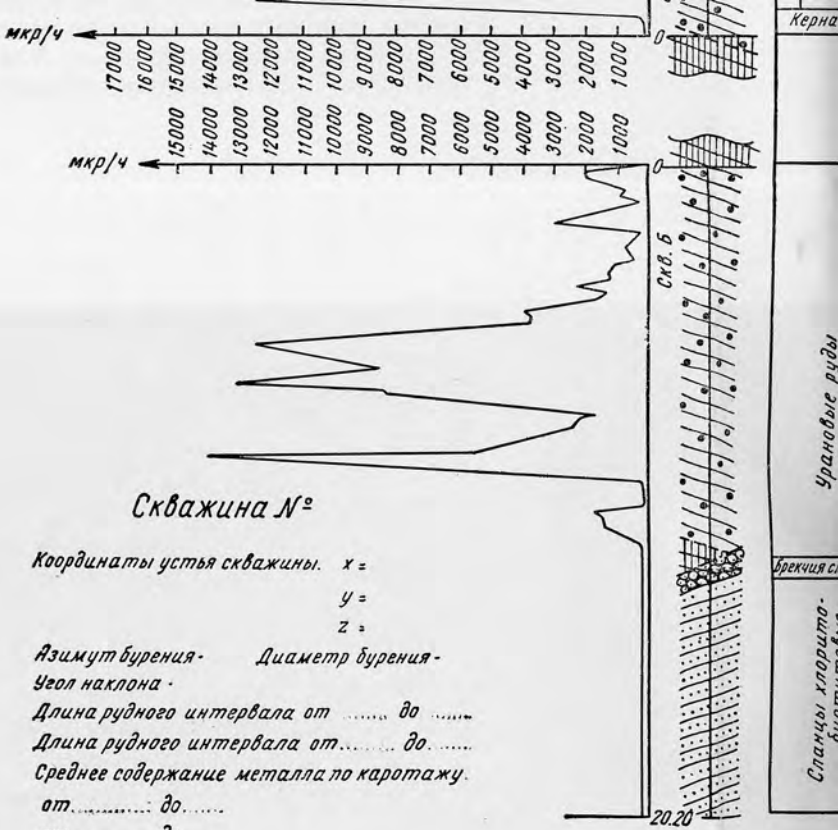 Керна
мкр/ч
17000 16000 15000 14000 13000 12000 11000 10000 9000 8000 7000 6000 5000 4000 3000 2000 1000 0
15000 14000 13000 12000 11000 10000 9000 8000 7000 6000 5000 4000 3000 2000 1000 0
мкр/ч
Скв. Б
Урановые руды
Скважина №
Координаты устья скважины. x =
y =
z =
Азимут бурения - Диаметр бурения -
Угол наклона -
Длина рудного интервала от ....... до .......
Длина рудного интервала от ....... до .......
Среднее содержание металла по каротажу.
от ........... до .......
брекчия сл
Сланцы хлорито-
20.20